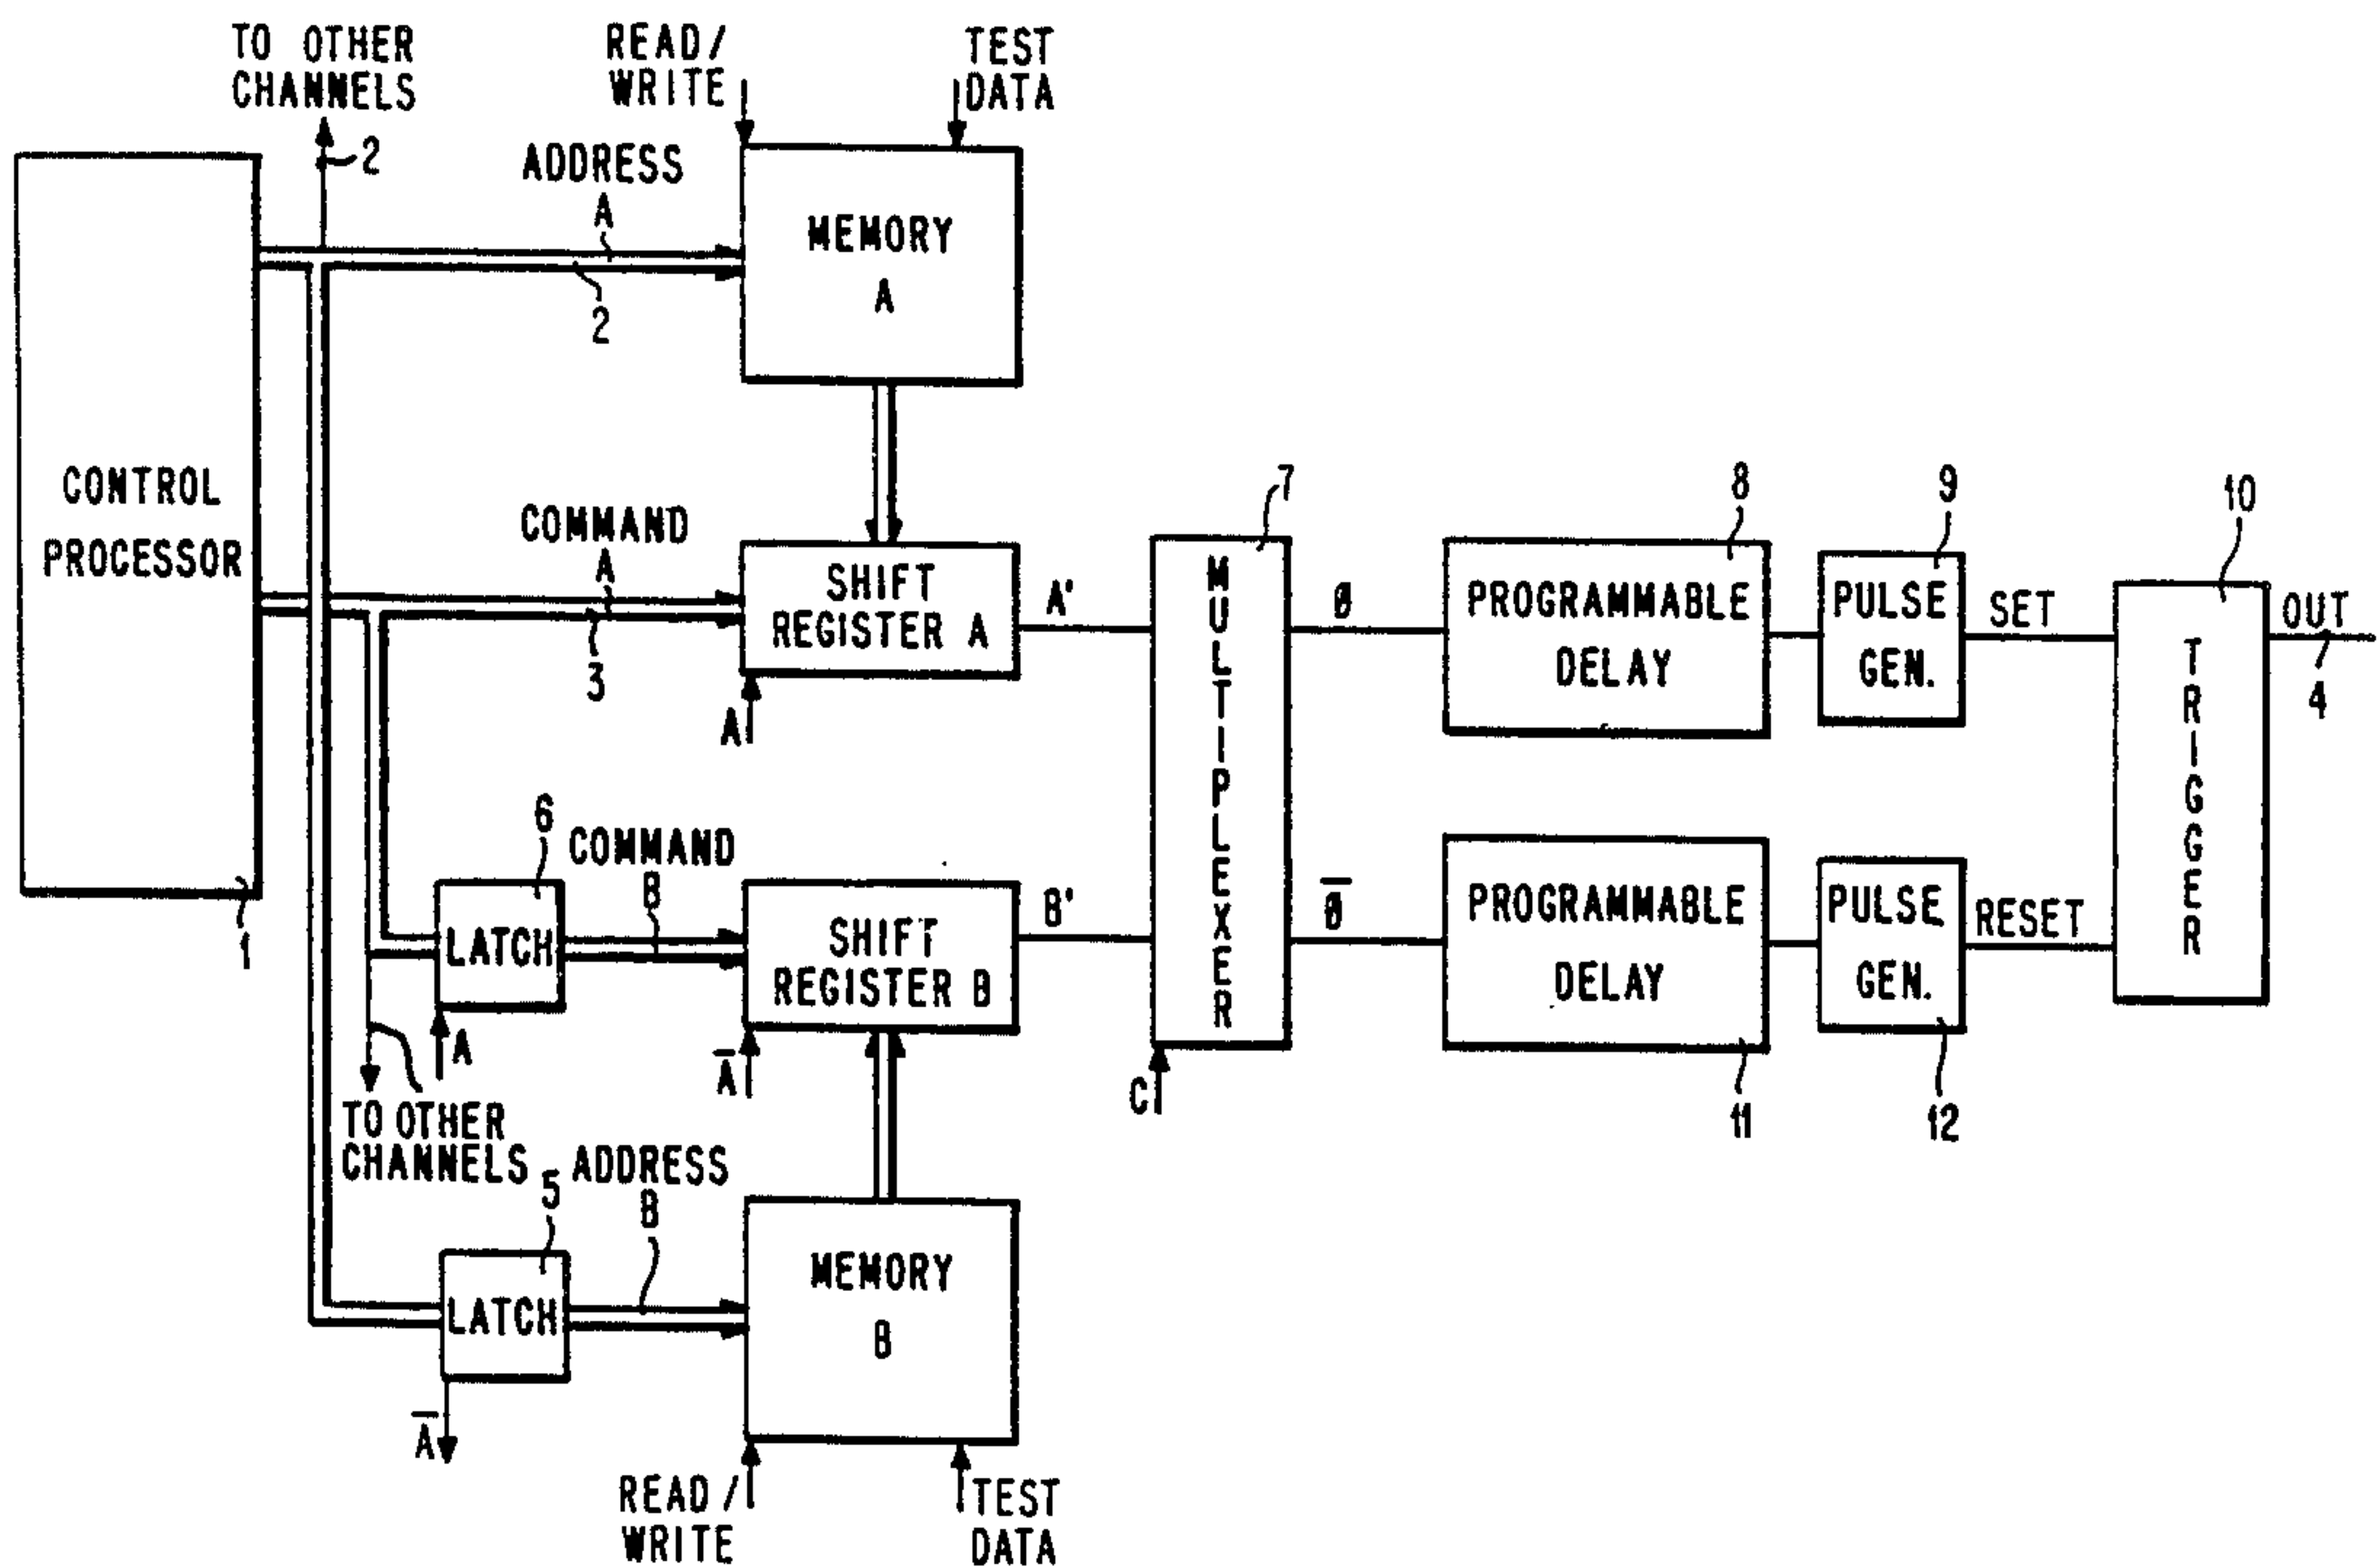 TO OTHER
CHANNELS
2
READ/
WRITE
TEST
DATA
ADDRESS
A
2
MEMORY
A
CONTROL
PROCESSOR
1
COMMAND
A
3
SHIFT
REGISTER A
A
A'
7
MULTIPLEXER
C
Ø
8
PROGRAMMABLE
DELAY
9
PULSE
GEN.
SET
10
TRIGGER
OUT
4
6
LATCH
A
COMMAND
B
SHIFT
REGISTER B
A̅
B'
Ø̅
PROGRAMMABLE
DELAY
11
PULSE
GEN.
12
RESET
TO OTHER
CHANNELS
5
LATCH
A̅
ADDRESS
B
MEMORY
B
READ/
WRITE
TEST
DATA